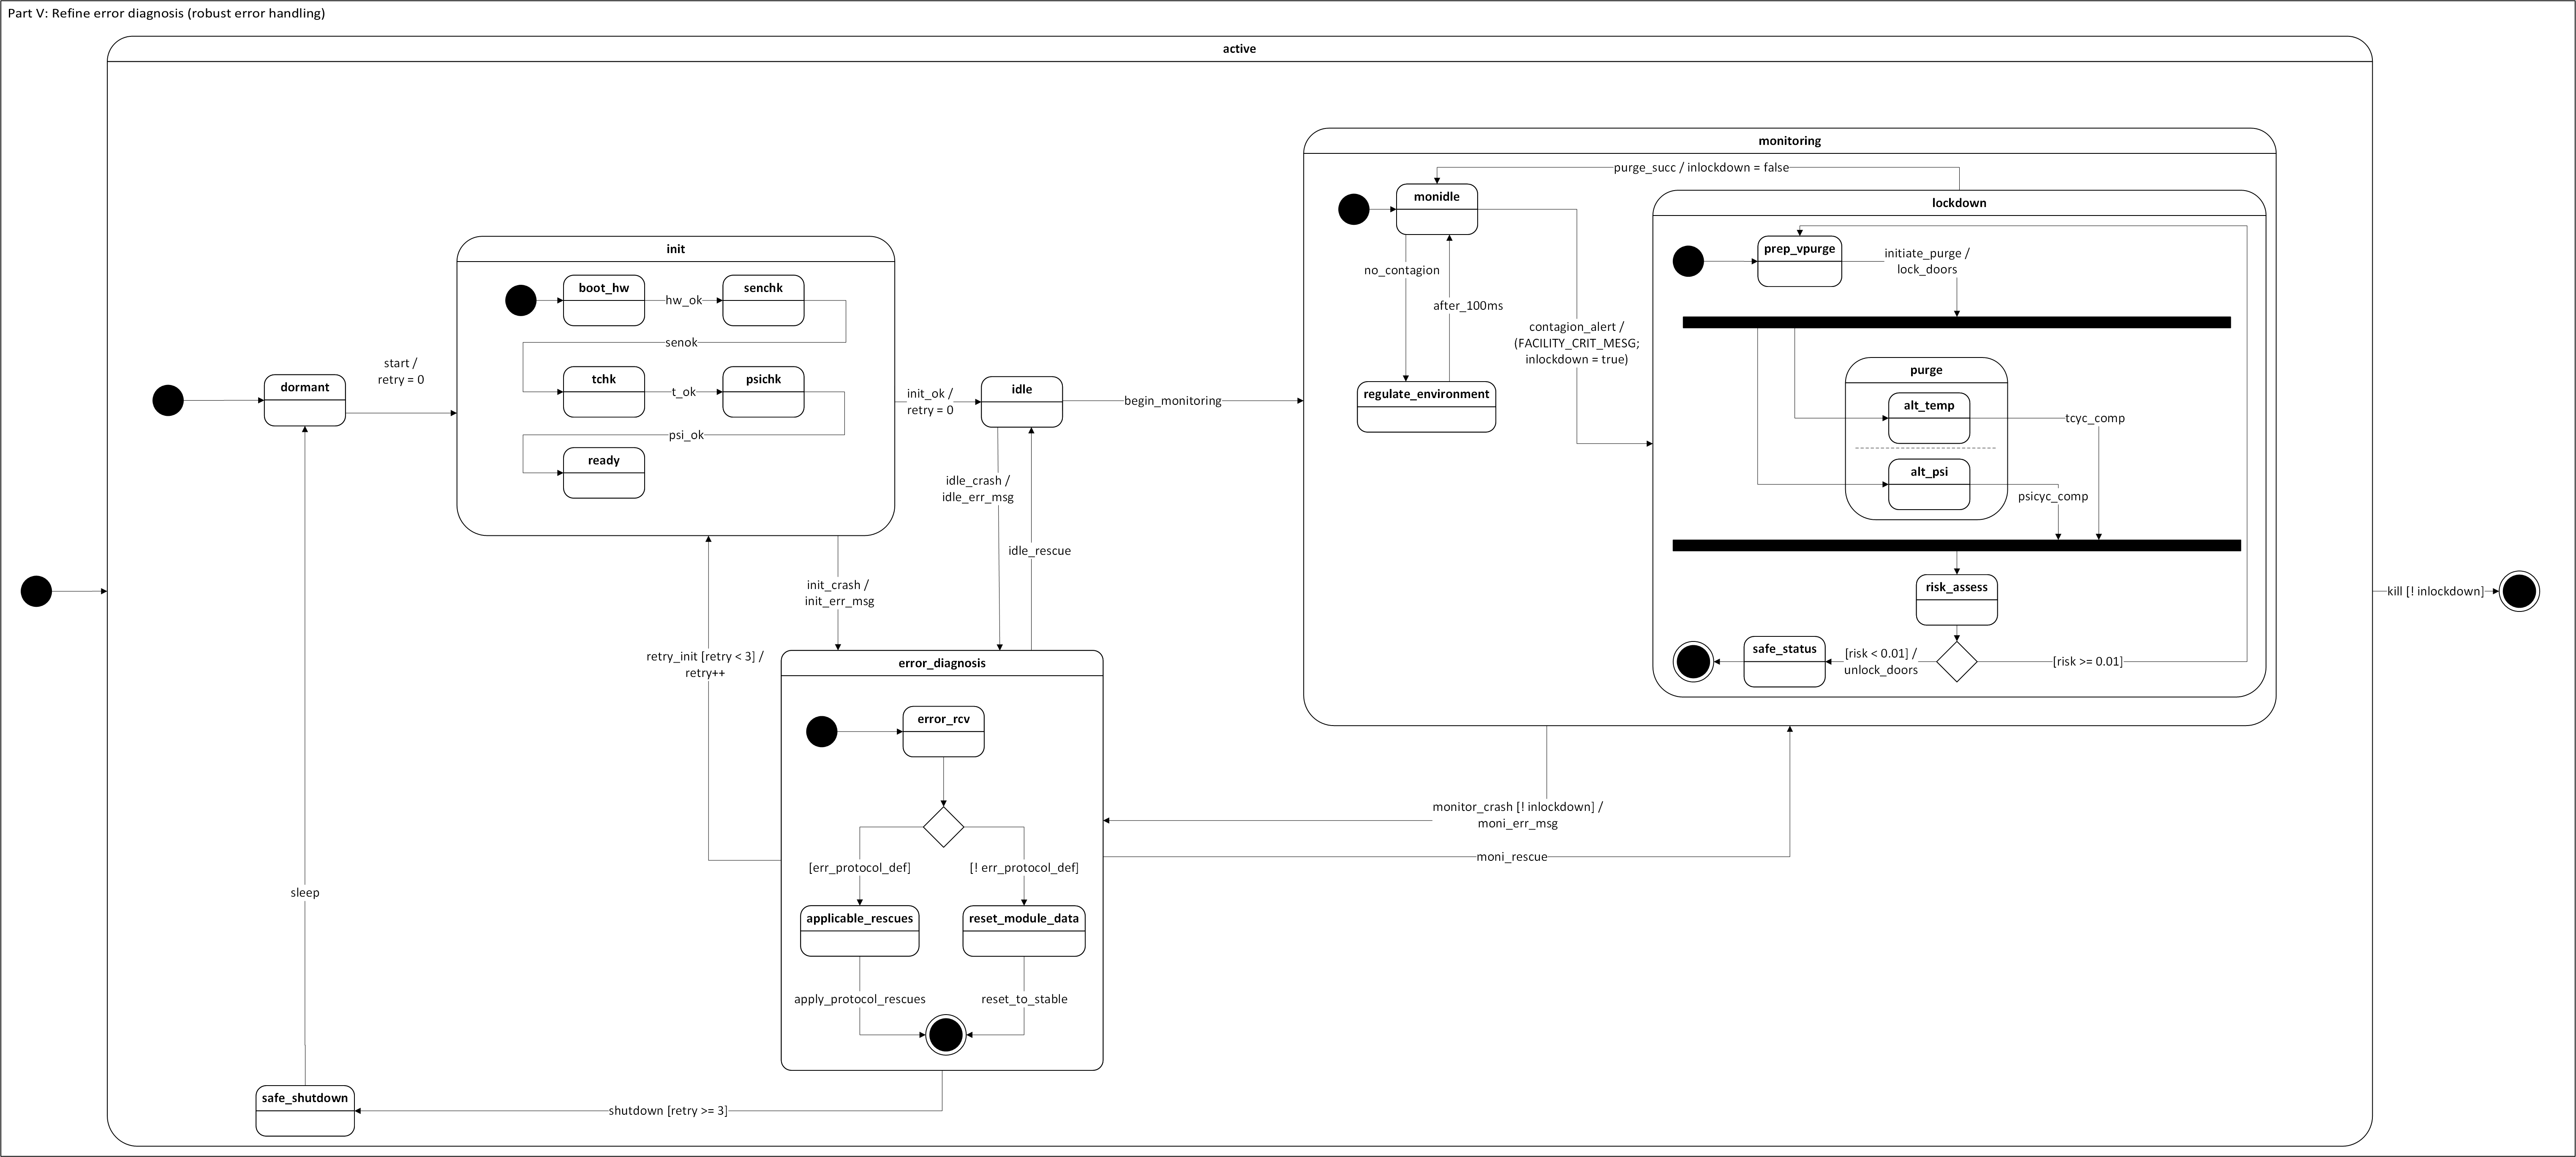 Part V: Refine error diagnosis (robust error handling)
active
monitoring
purge_succ / inlockdown = false
monidle
lockdown
prep_vpurge
initiate_purge /
lock_doors
init
boot_hw
hw_ok
senchk
senok
tchk
t_ok
psichk
psi_ok
ready
dormant
start /
retry = 0
init_ok /
retry = 0
idle
begin_monitoring
no_contagion
after_100ms
regulate_environment
contagion_alert /
(FACILITY_CRIT_MESG;
inlockdown = true)
purge
alt_temp
tcyc_comp
alt_psi
psicyc_comp
risk_assess
safe_status
[risk < 0.01] /
unlock_doors
[risk >= 0.01]
kill [! inlockdown]
idle_crash /
idle_err_msg
idle_rescue
init_crash /
init_err_msg
retry_init [retry < 3] /
retry++
error_diagnosis
error_rcv
[err_protocol_def]
[! err_protocol_def]
applicable_rescues
reset_module_data
apply_protocol_rescues
reset_to_stable
monitor_crash [! inlockdown] /
moni_err_msg
moni_rescue
sleep
safe_shutdown
shutdown [retry >= 3]